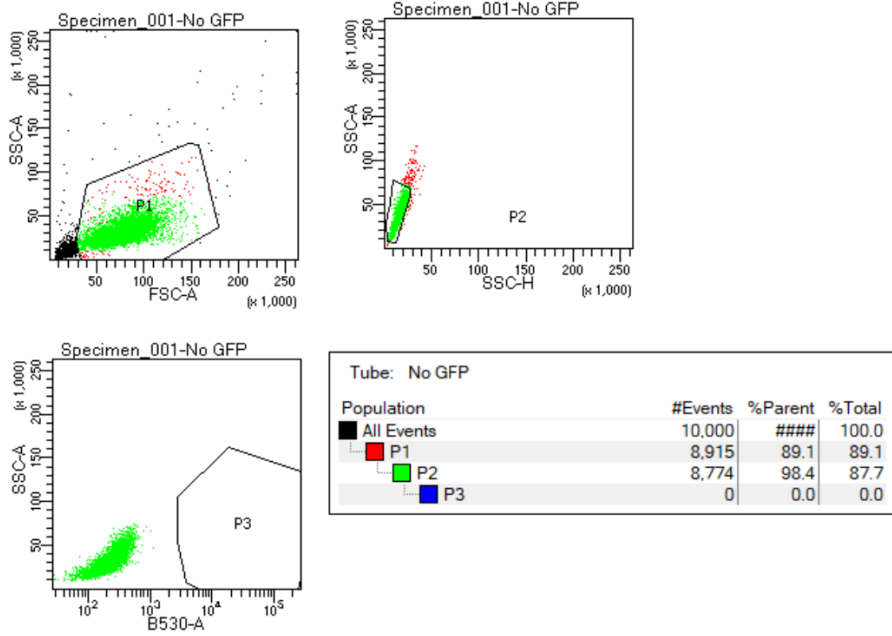 Specimen_001-No GFP
(x 1,000)
SSC-A
50 100 150 200 250
P1
50 100 150 200 250
FSC-A
(x 1,000)
Specimen_001-No GFP
(x 1,000)
SSC-A
50 100 150 200 250
P2
50 100 150 200 250
SSC-H
(x 1,000)
Specimen_001-No GFP
(x 1,000)
SSC-A
50 100 150 200 250
P3
10^2 10^3 10^4 10^5
B530-A
Tube: No GFP
Population #Events %Parent %Total
All Events 10,000 #### 100.0
P1 8,915 89.1 89.1
P2 8,774 98.4 87.7
P3 0 0.0 0.0